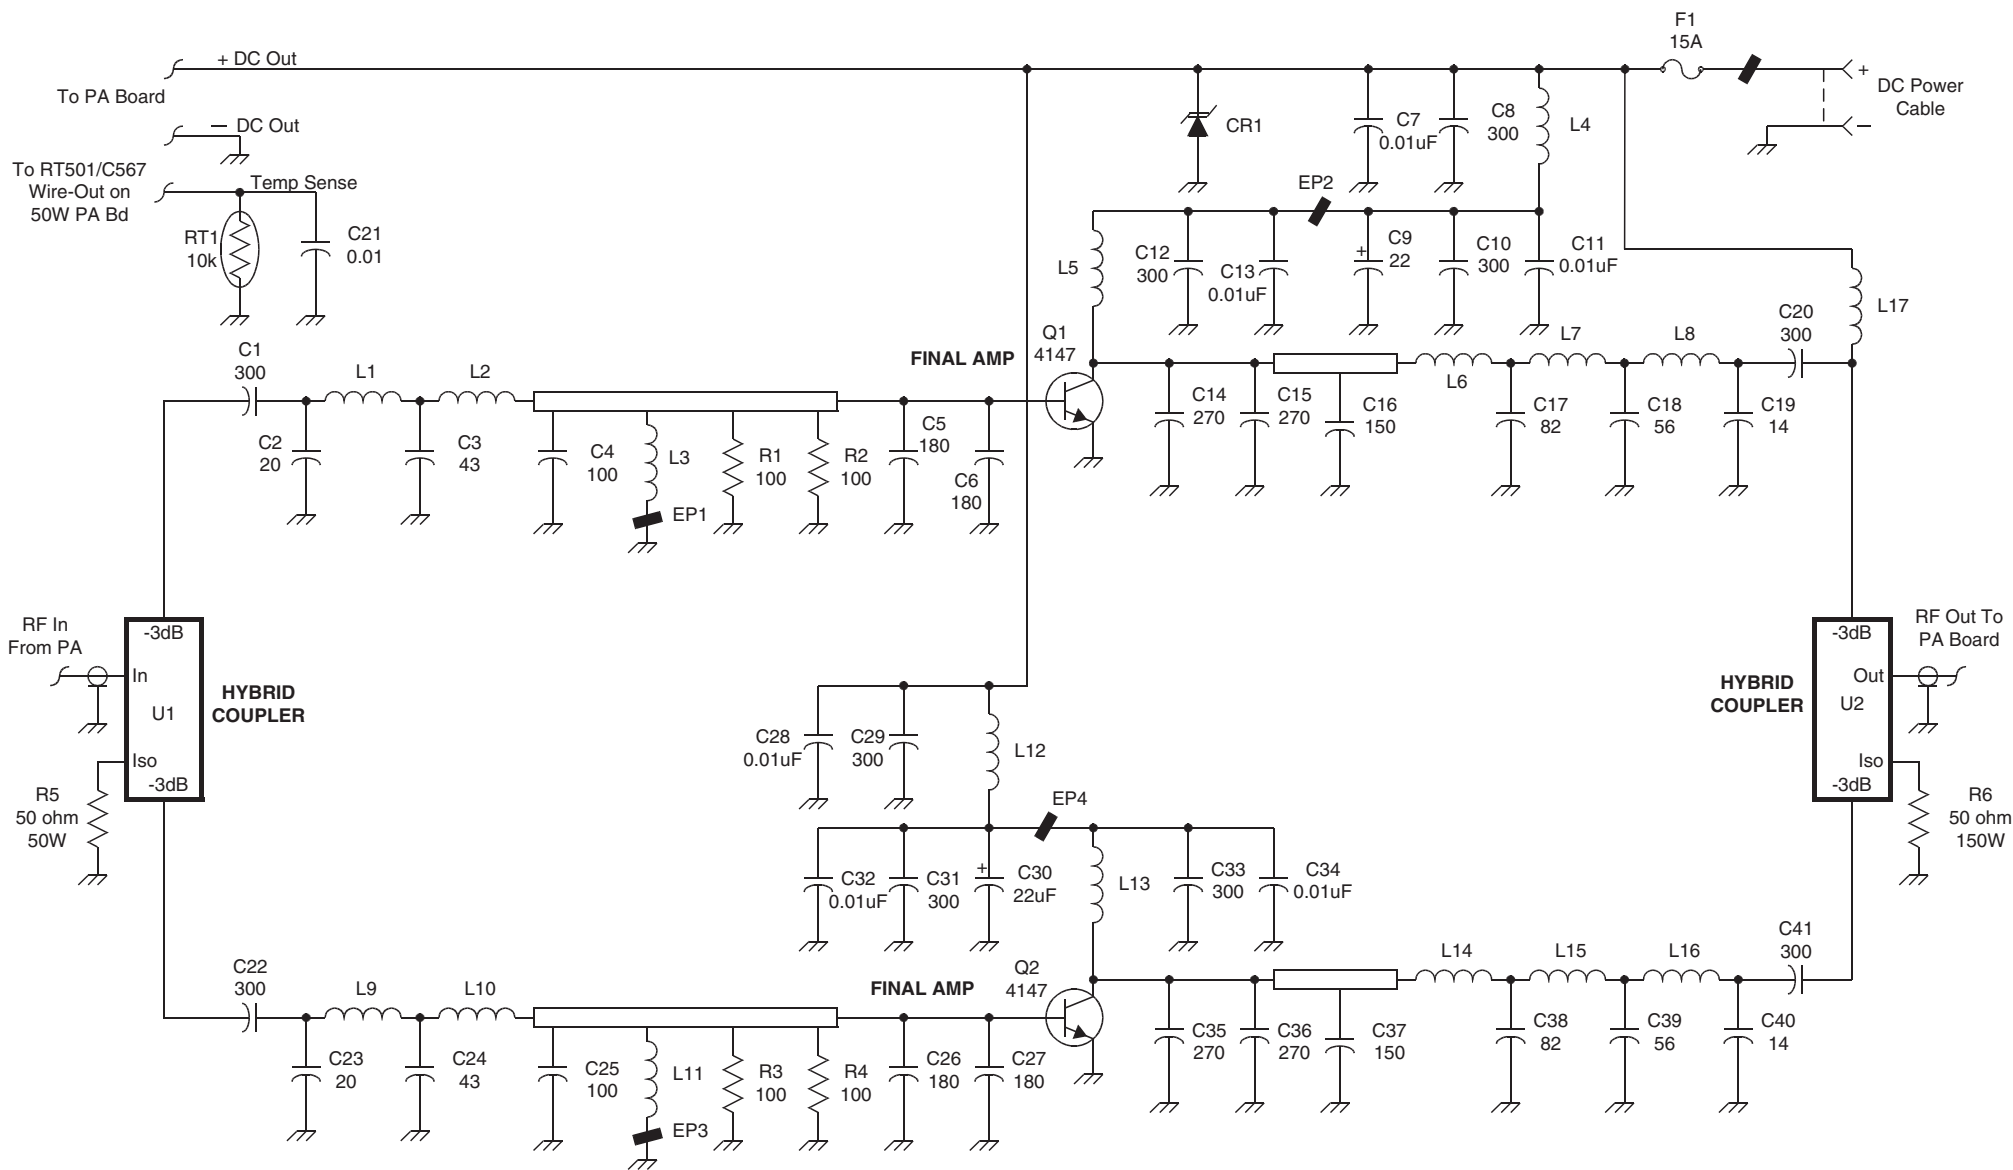 F1
15A
+ DC Out
To PA Board
+
DC Power
Cable
C7
0.01uF
C8
300
L4
CR1
— DC Out
—
To RT501/C567
Wire-Out on
50W PA Bd
Temp Sense
RT1
10k
C21
0.01
EP2
L5
C12
300
C13
0.01uF
+
C9
22
C10
300
C11
0.01uF
L17
C20
300
L7
L8
L6
Q1
4147
FINAL AMP
C1
300
L1
L2
C2
20
C3
43
C4
100
L3
EP1
R1
100
R2
100
C5
180
C6
180
C14
270
C15
270
C16
150
C17
82
C18
56
C19
14
RF In
From PA
-3dB
In
U1
Iso
-3dB
HYBRID
COUPLER
R5
50 ohm
50W
RF Out To
PA Board
-3dB
Out
U2
Iso
-3dB
HYBRID
COUPLER
R6
50 ohm
150W
C28
0.01uF
C29
300
L12
EP4
C32
0.01uF
C31
300
+
C30
22uF
L13
C33
300
C34
0.01uF
C22
300
L9
L10
FINAL AMP
Q2
4147
L14
L15
L16
C41
300
C23
20
C24
43
C25
100
L11
EP3
R3
100
R4
100
C26
180
C27
180
C35
270
C36
270
C37
150
C38
82
C39
56
C40
14